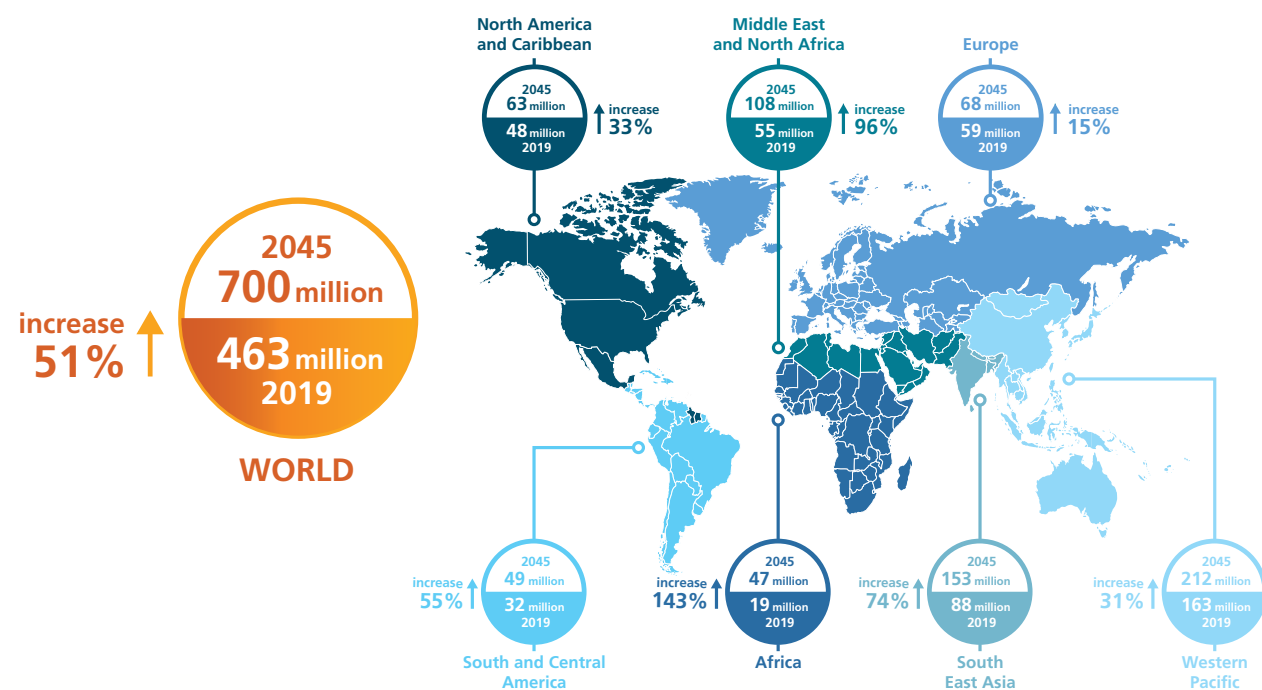 North America
and Caribbean
2045
63 million
48 million
2019
increase
33%
Middle East
and North Africa
2045
108 million
55 million
2019
increase
96%
Europe
2045
68 million
59 million
2019
increase
15%
increase
51%
2045
700 million
463 million
2019
WORLD
increase
55%
2045
49 million
32 million
2019
South and Central
America
increase
143%
2045
47 million
19 million
2019
Africa
increase
74%
2045
153 million
88 million
2019
South
East Asia
increase
31%
2045
212 million
163 million
2019
Western
Pacific